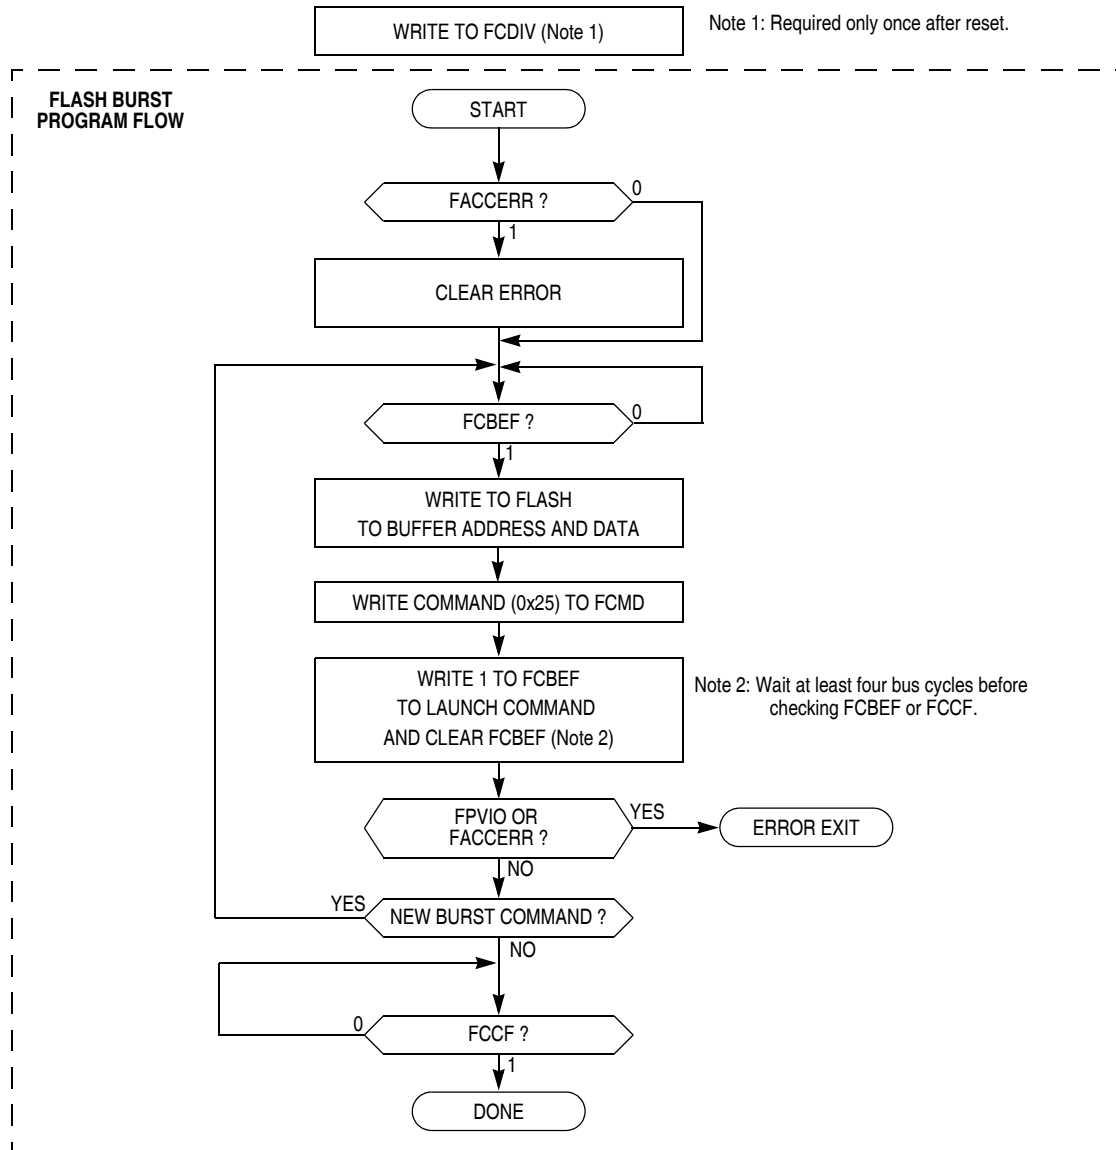 WRITE TO FCDIV (Note 1)
Note 1: Required only once after reset.
FLASH BURST
PROGRAM FLOW
START
FACCERR ?
0
1
CLEAR ERROR
FCBEF ?
0
1
WRITE TO FLASH
TO BUFFER ADDRESS AND DATA
WRITE COMMAND (0x25) TO FCMD
WRITE 1 TO FCBEF
TO LAUNCH COMMAND
AND CLEAR FCBEF (Note 2)
Note 2: Wait at least four bus cycles before
checking FCBEF or FCCF.
FPVIO OR
FACCERR ?
YES
ERROR EXIT
NO
YES
NEW BURST COMMAND ?
NO
0
FCCF ?
1
DONE